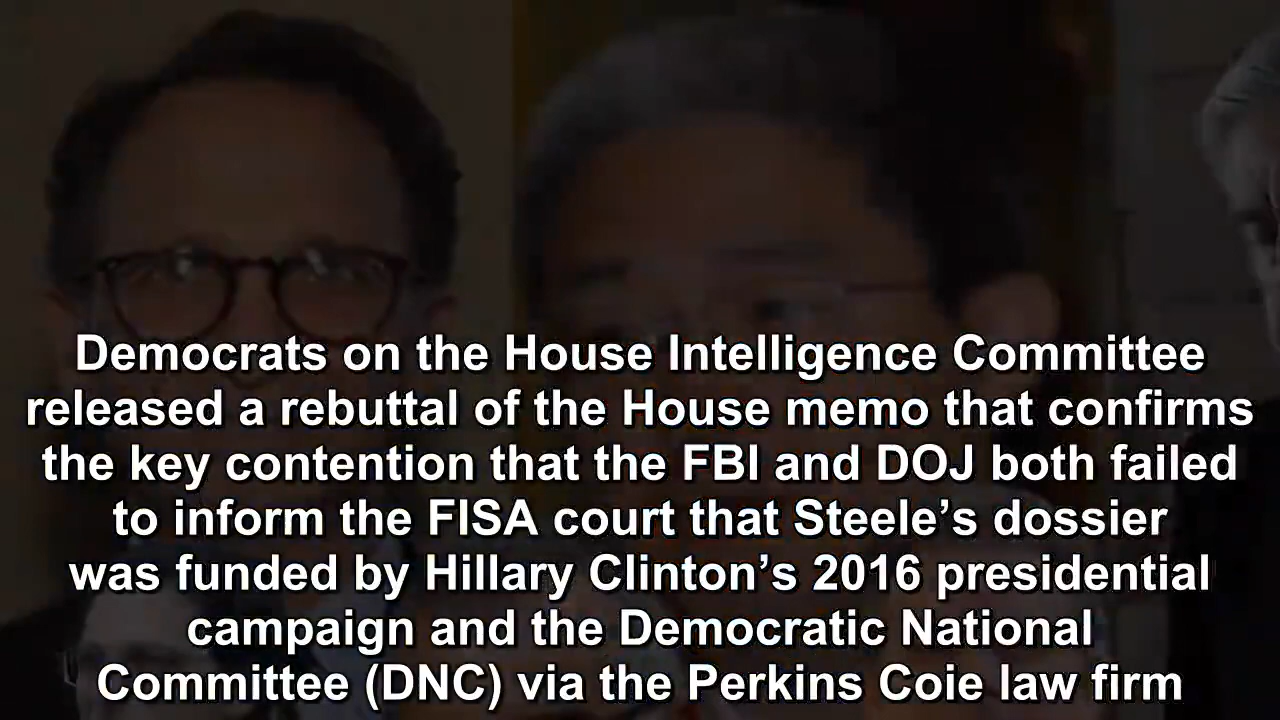 Democrats on the House Intelligence Committee
released a rebuttal of the House memo that confirms
the key contention that the FBI and DOJ both failed
to inform the FISA court that Steele’s dossier
was funded by Hillary Clinton’s 2016 presidential
campaign and the Democratic National
Committee (DNC) via the Perkins Coie law firm